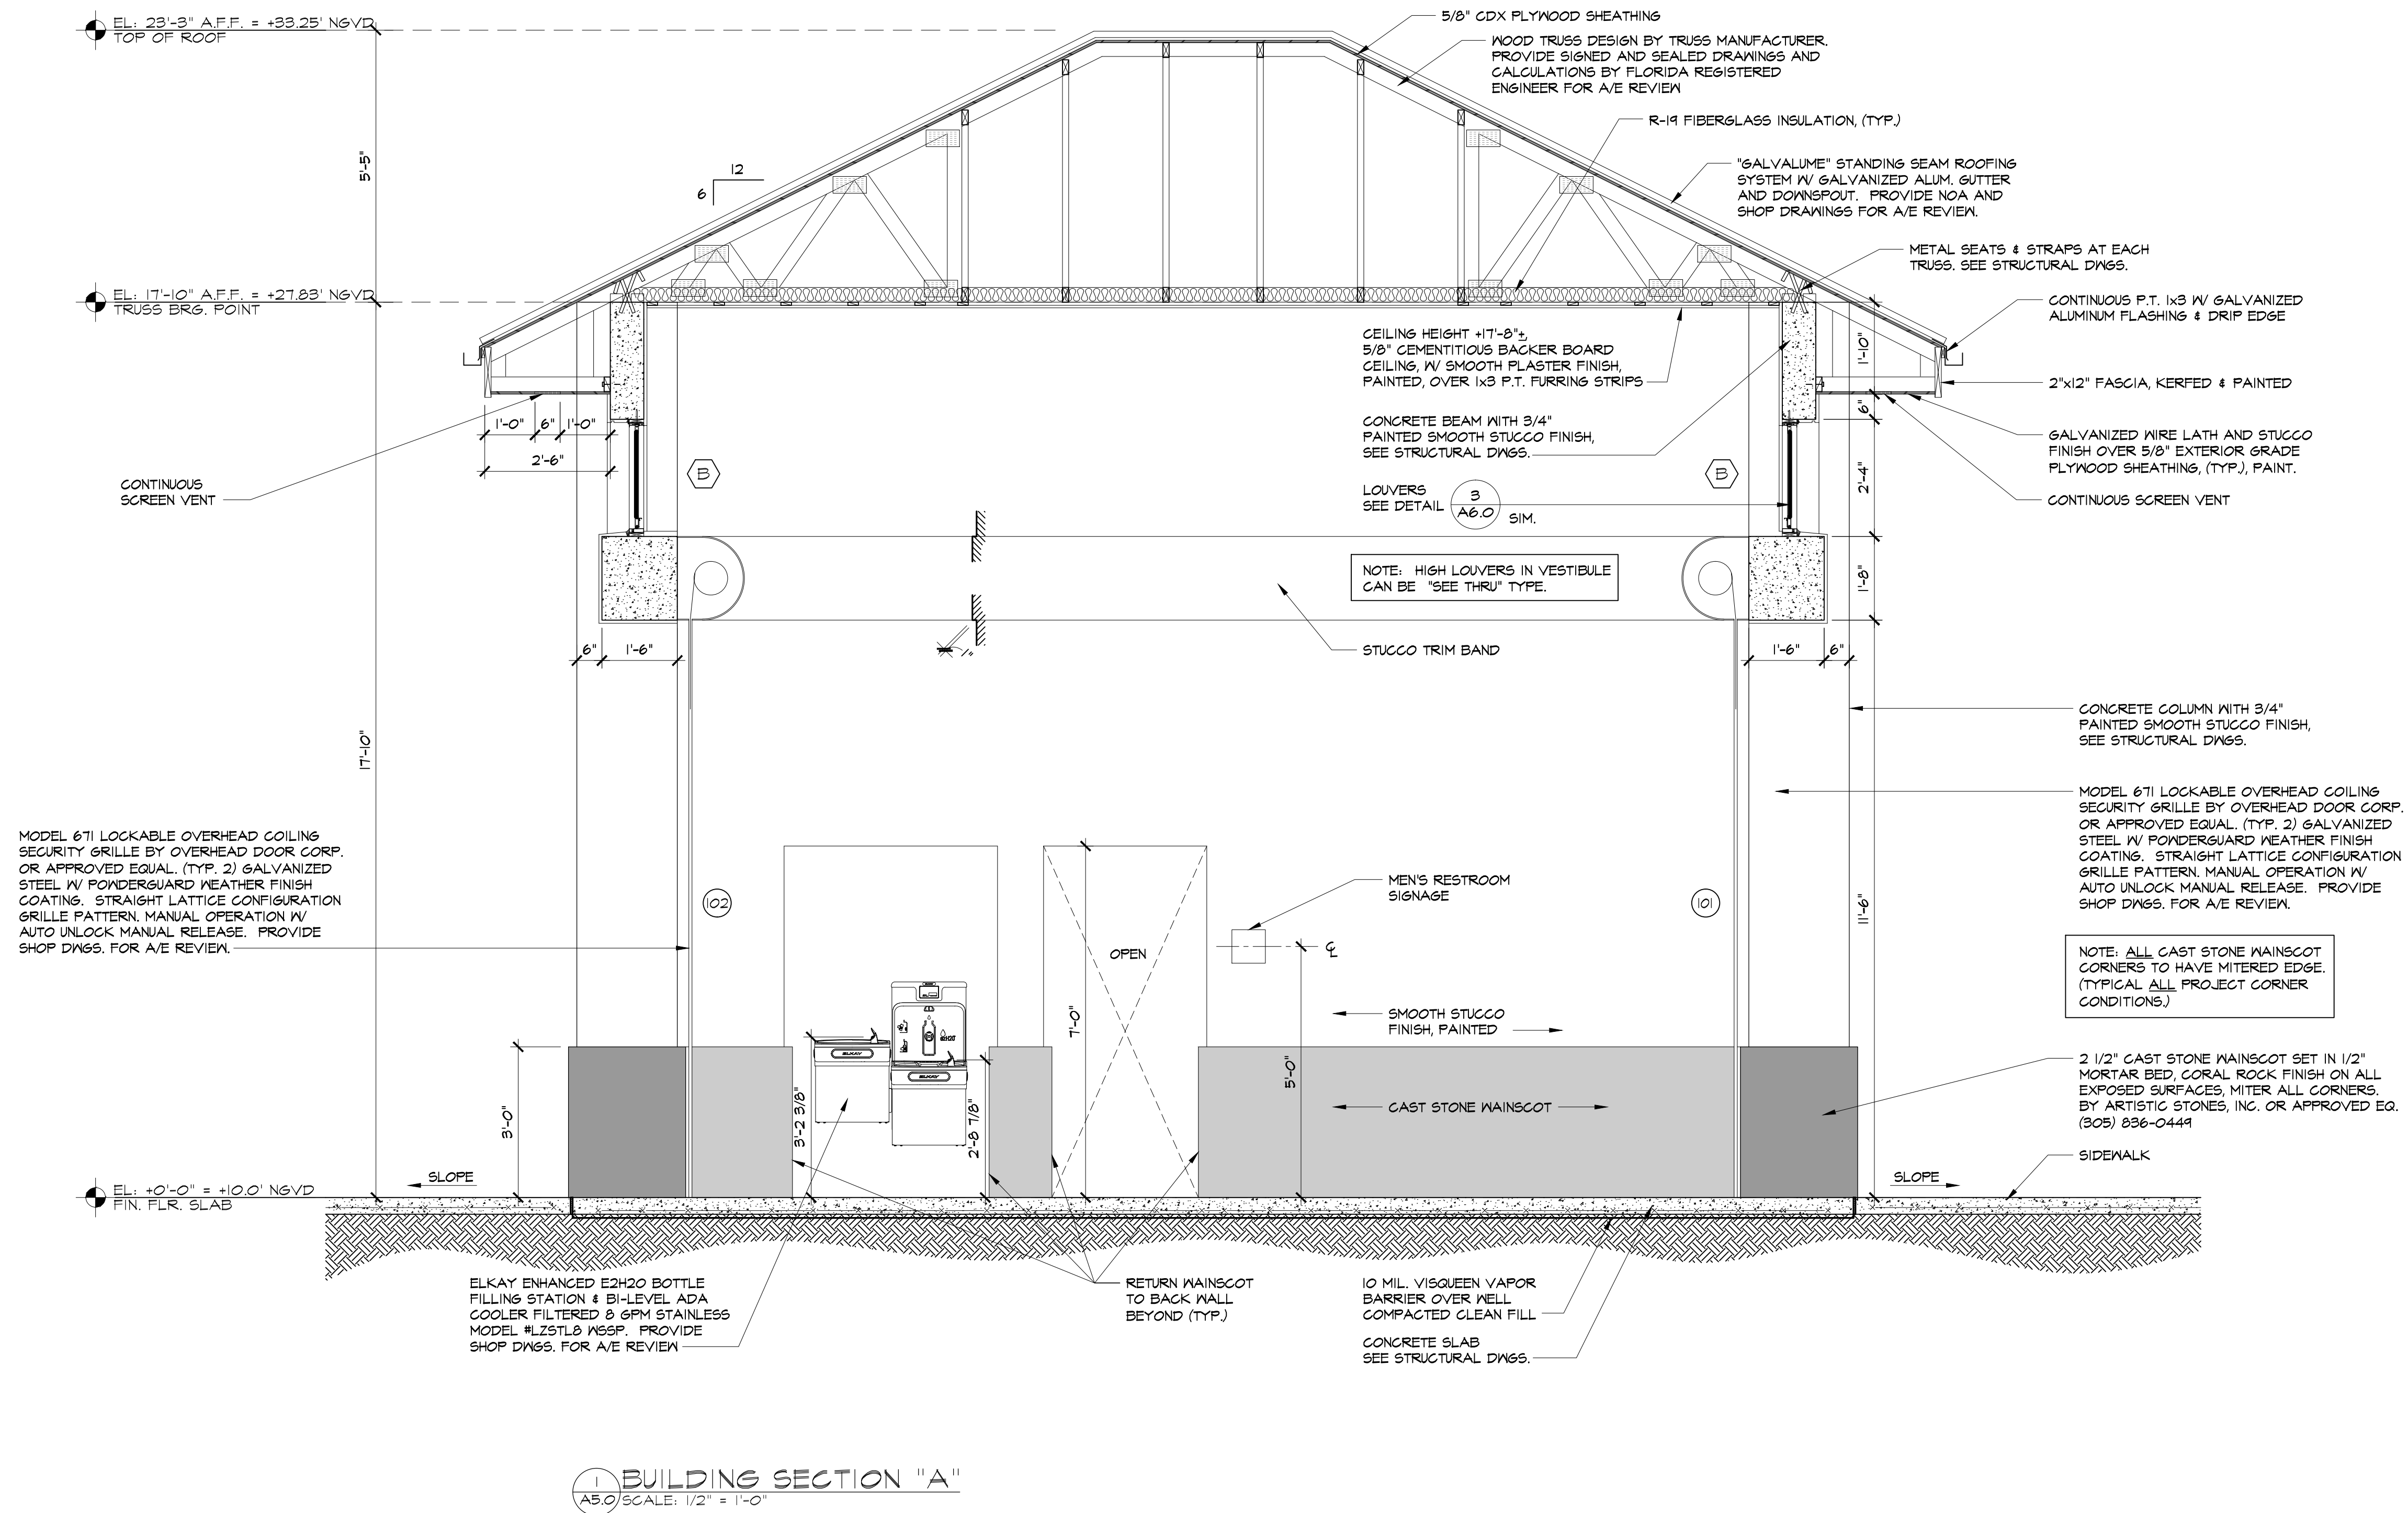 EL: 23'-3" A.F.F. = +33.25' NGVD
TOP OF ROOF
5/8" CDX PLYWOOD SHEATHING
WOOD TRUSS DESIGN BY TRUSS MANUFACTURER.
PROVIDE SIGNED AND SEALED DRAWINGS AND
CALCULATIONS BY FLORIDA REGISTERED
ENGINEER FOR A/E REVIEW
R-19 FIBERGLASS INSULATION, (TYP.)
"GALVALUME" STANDING SEAM ROOFING
SYSTEM W/ GALVANIZED ALUM. GUTTER
AND DOWNSPOUT. PROVIDE NOA AND
SHOP DRAWINGS FOR A/E REVIEW.
5'-5"
12
6
METAL SEATS & STRAPS AT EACH
TRUSS. SEE STRUCTURAL DWGS.
EL: 17'-10" A.F.F. = +27.83' NGVD
TRUSS BRG. POINT
CONTINUOUS P.T. 1x3 W/ GALVANIZED
ALUMINUM FLASHING & DRIP EDGE
CEILING HEIGHT +17'-8"±,
5/8" CEMENTITIOUS BACKER BOARD
CEILING, W/ SMOOTH PLASTER FINISH,
PAINTED, OVER 1x3 P.T. FURRING STRIPS
1'-10"
2"x12" FASCIA, KERFED & PAINTED
6"
1'-0"
6"
1'-0"
2'-6"
CONCRETE BEAM WITH 3/4"
PAINTED SMOOTH STUCCO FINISH,
SEE STRUCTURAL DWGS.
GALVANIZED WIRE LATH AND STUCCO
FINISH OVER 5/8" EXTERIOR GRADE
PLYWOOD SHEATHING, (TYP.), PAINT.
CONTINUOUS
SCREEN VENT
B
B
2'-4"
LOUVERS
SEE DETAIL
3
A6.0
SIM.
CONTINUOUS SCREEN VENT
NOTE: HIGH LOUVERS IN VESTIBULE
CAN BE "SEE THRU" TYPE.
1'-8"
6"
1'-6"
1"
STUCCO TRIM BAND
1'-6"
6"
CONCRETE COLUMN WITH 3/4"
PAINTED SMOOTH STUCCO FINISH,
SEE STRUCTURAL DWGS.
17'-10"
MODEL 671 LOCKABLE OVERHEAD COILING
SECURITY GRILLE BY OVERHEAD DOOR CORP.
OR APPROVED EQUAL. (TYP. 2) GALVANIZED
STEEL W/ POWDERGUARD WEATHER FINISH
COATING. STRAIGHT LATTICE CONFIGURATION
GRILLE PATTERN. MANUAL OPERATION W/
AUTO UNLOCK MANUAL RELEASE. PROVIDE
SHOP DWGS. FOR A/E REVIEW.
MODEL 671 LOCKABLE OVERHEAD COILING
SECURITY GRILLE BY OVERHEAD DOOR CORP.
OR APPROVED EQUAL. (TYP. 2) GALVANIZED
STEEL W/ POWDERGUARD WEATHER FINISH
COATING. STRAIGHT LATTICE CONFIGURATION
GRILLE PATTERN. MANUAL OPERATION W/
AUTO UNLOCK MANUAL RELEASE. PROVIDE
SHOP DWGS. FOR A/E REVIEW.
102
MEN'S RESTROOM
SIGNAGE
101
11'-6"
OPEN
℄
NOTE: ALL CAST STONE WAINSCOT
CORNERS TO HAVE MITERED EDGE.
(TYPICAL ALL PROJECT CORNER
CONDITIONS.)
7'-0"
SMOOTH STUCCO
FINISH, PAINTED
ELKAY
ELKAY
5'-0"
3'-0"
3'-2 3/8"
2'-8 7/8"
CAST STONE WAINSCOT
2 1/2" CAST STONE WAINSCOT SET IN 1/2"
MORTAR BED, CORAL ROCK FINISH ON ALL
EXPOSED SURFACES, MITER ALL CORNERS.
BY ARTISTIC STONES, INC. OR APPROVED EQ.
(305) 836-0449
SIDEWALK
SLOPE
SLOPE
EL: +0'-0" = +10.0' NGVD
FIN. FLR. SLAB
ELKAY ENHANCED E2H20 BOTTLE
FILLING STATION & BI-LEVEL ADA
COOLER FILTERED 8 GPM STAINLESS
MODEL #LZSTL8 WSSP. PROVIDE
SHOP DWGS. FOR A/E REVIEW
RETURN WAINSCOT
TO BACK WALL
BEYOND (TYP.)
10 MIL. VISQUEEN VAPOR
BARRIER OVER WELL
COMPACTED CLEAN FILL
CONCRETE SLAB
SEE STRUCTURAL DWGS.
1
A5.0
BUILDING SECTION "A"
SCALE: 1/2" = 1'-0"